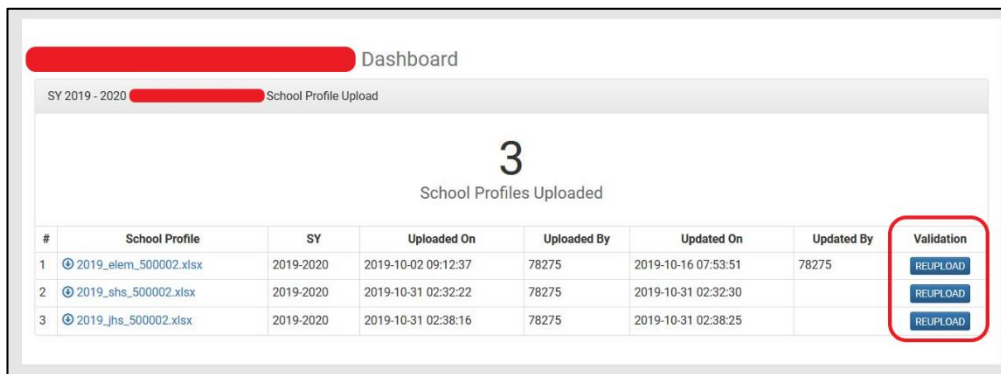 Dashboard
SY 2019 - 2020 School Profile Upload
3
School Profiles Uploaded
# School Profile SY Uploaded On Uploaded By Updated On Updated By Validation
1 2019_elem_500002.xlsx 2019-2020 2019-10-02 09:12:37 78275 2019-10-16 07:53:51 78275 REUPLOAD
2 2019_shs_500002.xlsx 2019-2020 2019-10-31 02:32:22 78275 2019-10-31 02:32:30 REUPLOAD
3 2019_jhs_500002.xlsx 2019-2020 2019-10-31 02:38:16 78275 2019-10-31 02:38:25 REUPLOAD